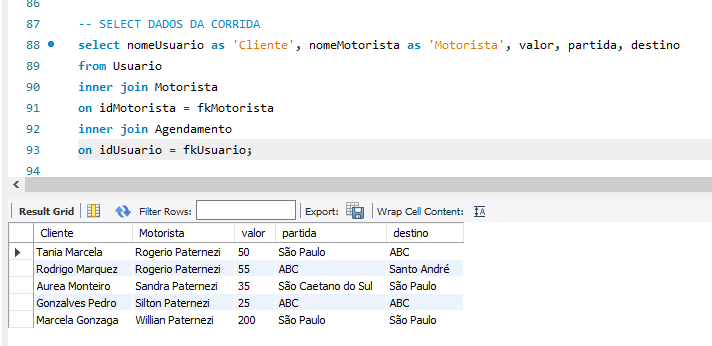 86
87 -- SELECT DADOS DA CORRIDA
88 select nomeUsuario as 'Cliente', nomeMotorista as 'Motorista', valor, partida, destino
89 from Usuario
90 inner join Motorista
91 on idMotorista = fkMotorista
92 inner join Agendamento
93 on idUsuario = fkUsuario;
94
Result Grid Filter Rows: Export: Wrap Cell Content: IA
Cliente Motorista valor partida destino
Tania Marcela Rogerio Paternezi 50 São Paulo ABC
Rodrigo Marquez Rogerio Paternezi 55 ABC Santo André
Aurea Monteiro Sandra Paternezi 35 São Caetano do Sul São Paulo
Gonzalves Pedro Silton Paternezi 25 ABC ABC
Marcela Gonzaga Willian Paternezi 200 São Paulo São Paulo